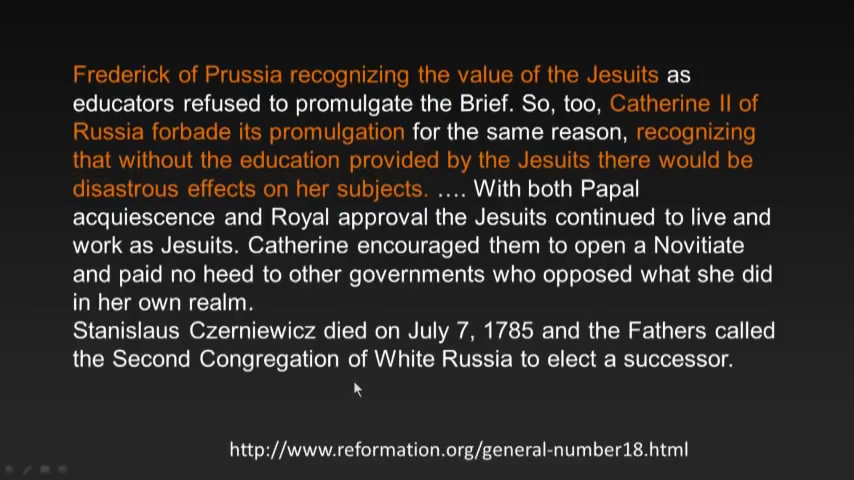 Frederick of Prussia recognizing the value of the Jesuits as
educators refused to promulgate the Brief. So, too, Catherine II of
Russia forbade its promulgation for the same reason, recognizing
that without the education provided by the Jesuits there would be
disastrous effects on her subjects. .... With both Papal
acquiescence and Royal approval the Jesuits continued to live and
work as Jesuits. Catherine encouraged them to open a Novitiate
and paid no heed to other governments who opposed what she did
in her own realm.
Stanislaus Czerniewicz died on July 7, 1785 and the Fathers called
the Second Congregation of White Russia to elect a successor.
http://www.reformation.org/general-number18.html